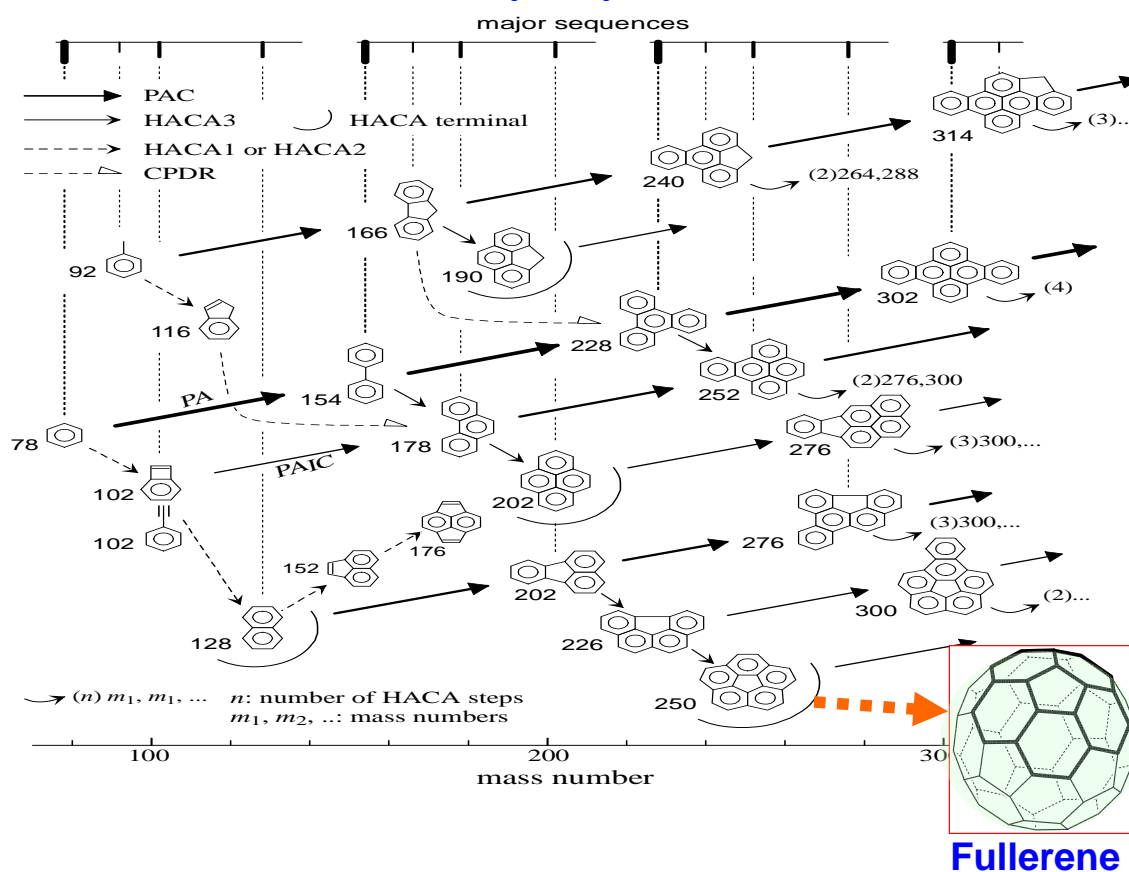 major sequences
PAC
HACA3
HACA terminal
HACA1 or HACA2
CPDR
314
(3)..
240
(2)264,288
166
92
190
302
(4)
116
228
252
(2)276,300
PA
154
78
178
276
(3)300,...
102
PAIC
202
102
176
276
(3)300,...
152
202
300
(2)...
128
226
250
(n) m1, m1, ... n: number of HACA steps
m1, m2, ..: mass numbers
100
200
30
mass number
Fullerene